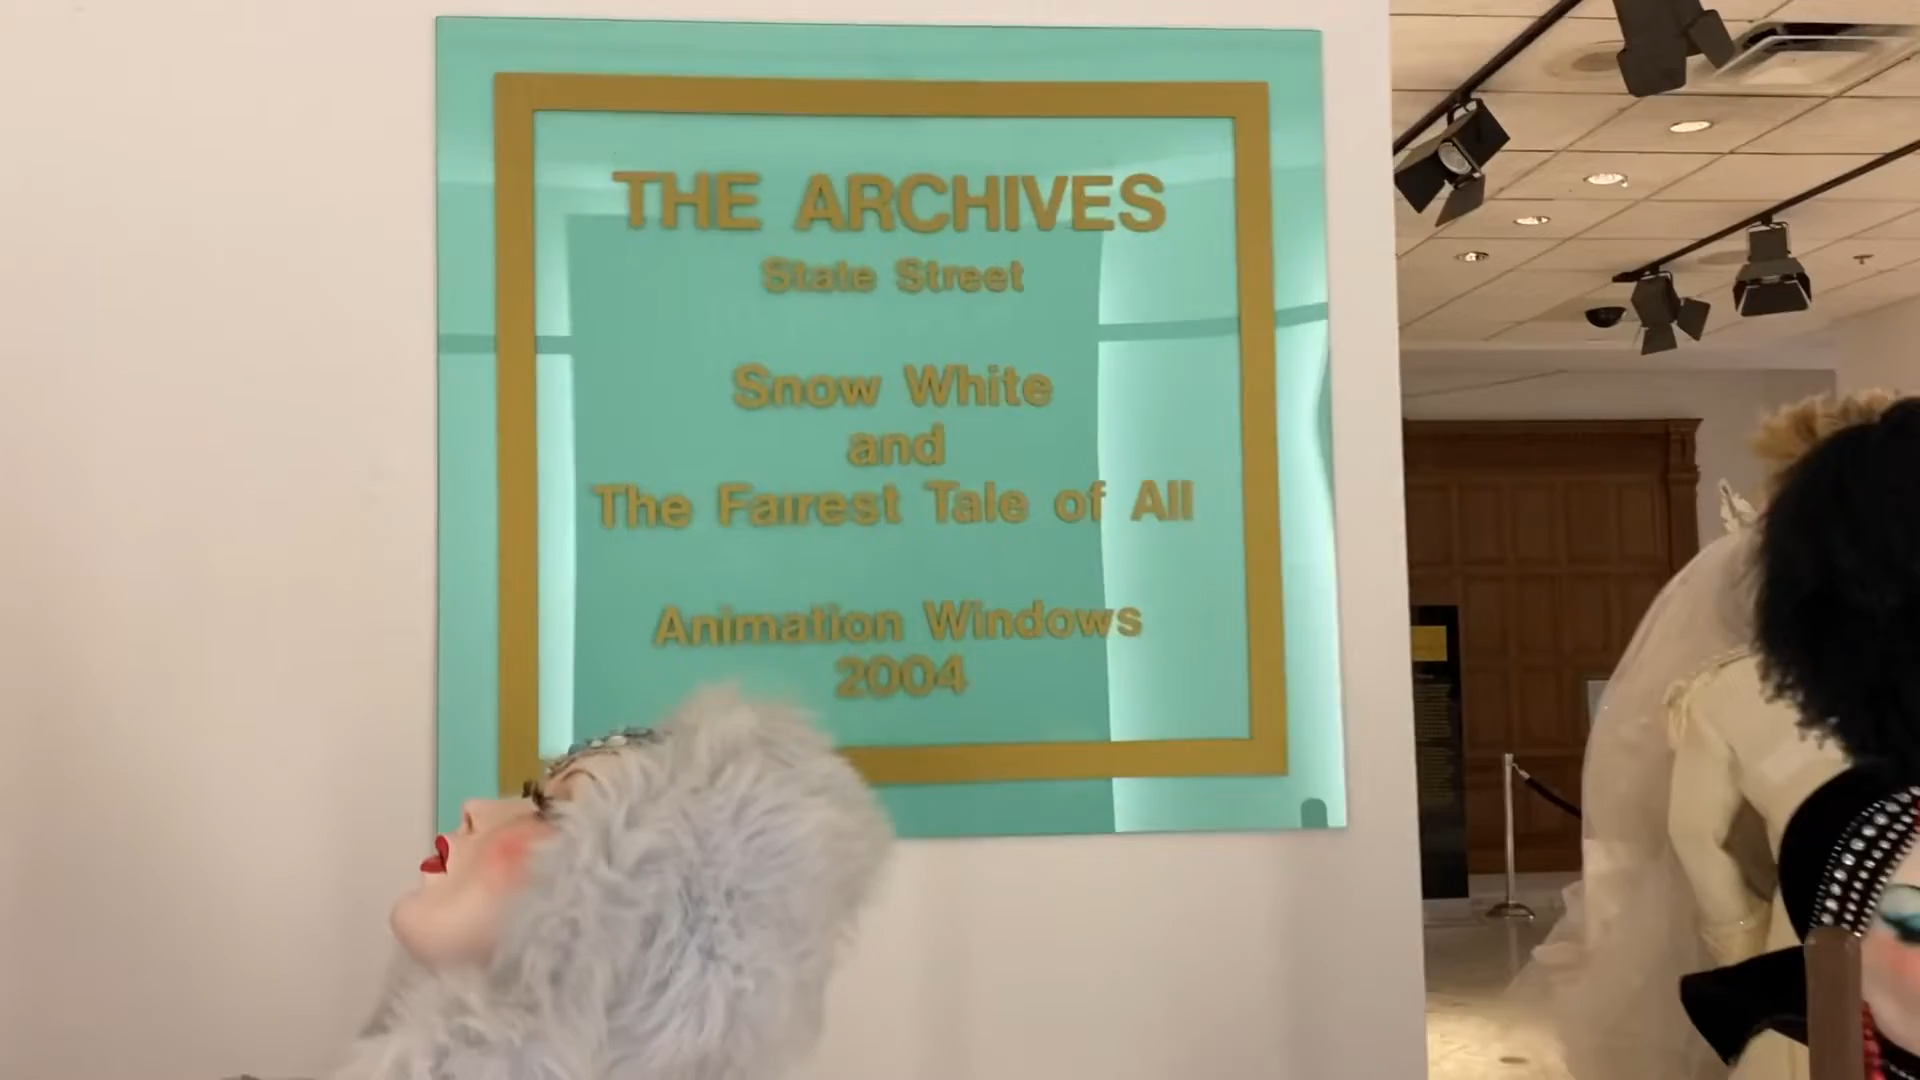 THE ARCHIVES
State Street
Snow White
and
The Fairest Tale of All
Animation Windows
2004